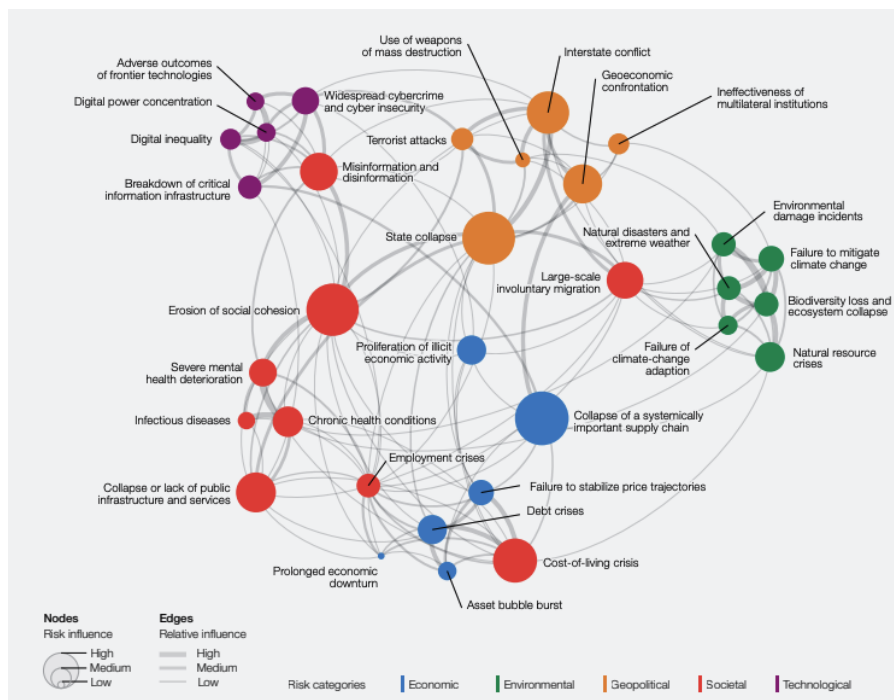 Use of weapons
of mass destruction
Interstate conflict
Adverse outcomes
of frontier technologies
Geoeconomic
confrontation
Digital power concentration
Widespread cybercrime
and cyber insecurity
Ineffectiveness of
multilateral institutions
Digital inequality
Terrorist attacks
Misinformation and
disinformation
Breakdown of critical
information infrastructure
Environmental
damage incidents
State collapse
Natural disasters and
extreme weather
Failure to mitigate
climate change
Large-scale
involuntary migration
Biodiversity loss and
ecosystem collapse
Erosion of social cohesion
Proliferation of illicit
economic activity
Failure of
climate-change
adaption
Natural resource
crises
Severe mental
health deterioration
Infectious diseases
Chronic health conditions
Collapse of a systemically
important supply chain
Employment crises
Collapse or lack of public
infrastructure and services
Failure to stabilize price trajectories
Debt crises
Prolonged economic
downturn
Cost-of-living crisis
Asset bubble burst
Nodes
Risk influence
High
Medium
Low
Edges
Relative influence
High
Medium
Low
Risk categories
Economic
Environmental
Geopolitical
Societal
Technological